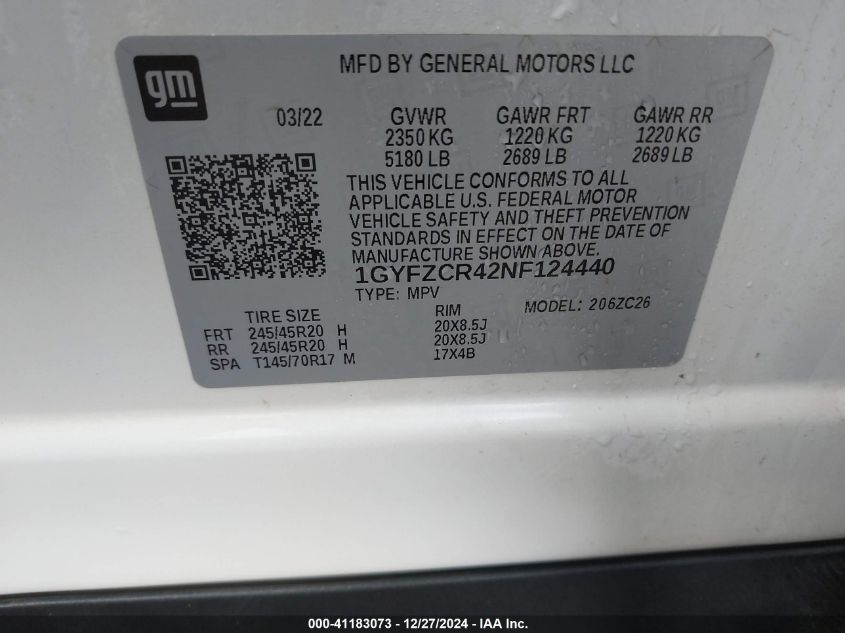 gm
MFD BY GENERAL MOTORS LLC
03/22 GVWR GAWR FRT GAWR RR
2350 KG 1220 KG 1220 KG
5180 LB 2689 LB 2689 LB
THIS VEHICLE CONFORMS TO ALL
APPLICABLE U.S. FEDERAL MOTOR
VEHICLE SAFETY AND THEFT PREVENTION
STANDARDS IN EFFECT ON THE DATE OF
MANUFACTURE SHOWN ABOVE.
1GYFZCR42NF124440
TYPE: MPV MODEL: 206ZC26
TIRE SIZE RIM
FRT 245/45R20 H 20X8.5J
RR 245/45R20 H 20X8.5J
SPA T145/70R17 M 17X4B
000-41183073 - 12/27/2024 - IAA Inc.